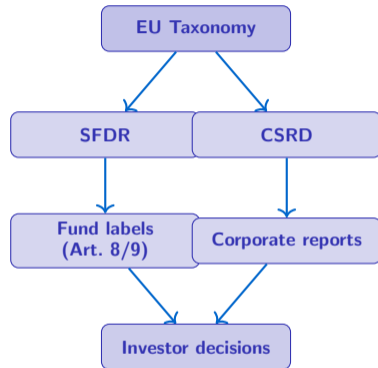 EU Taxonomy
SFDR
CSRD
Fund labels
(Art. 8/9)
Corporate reports
Investor decisions